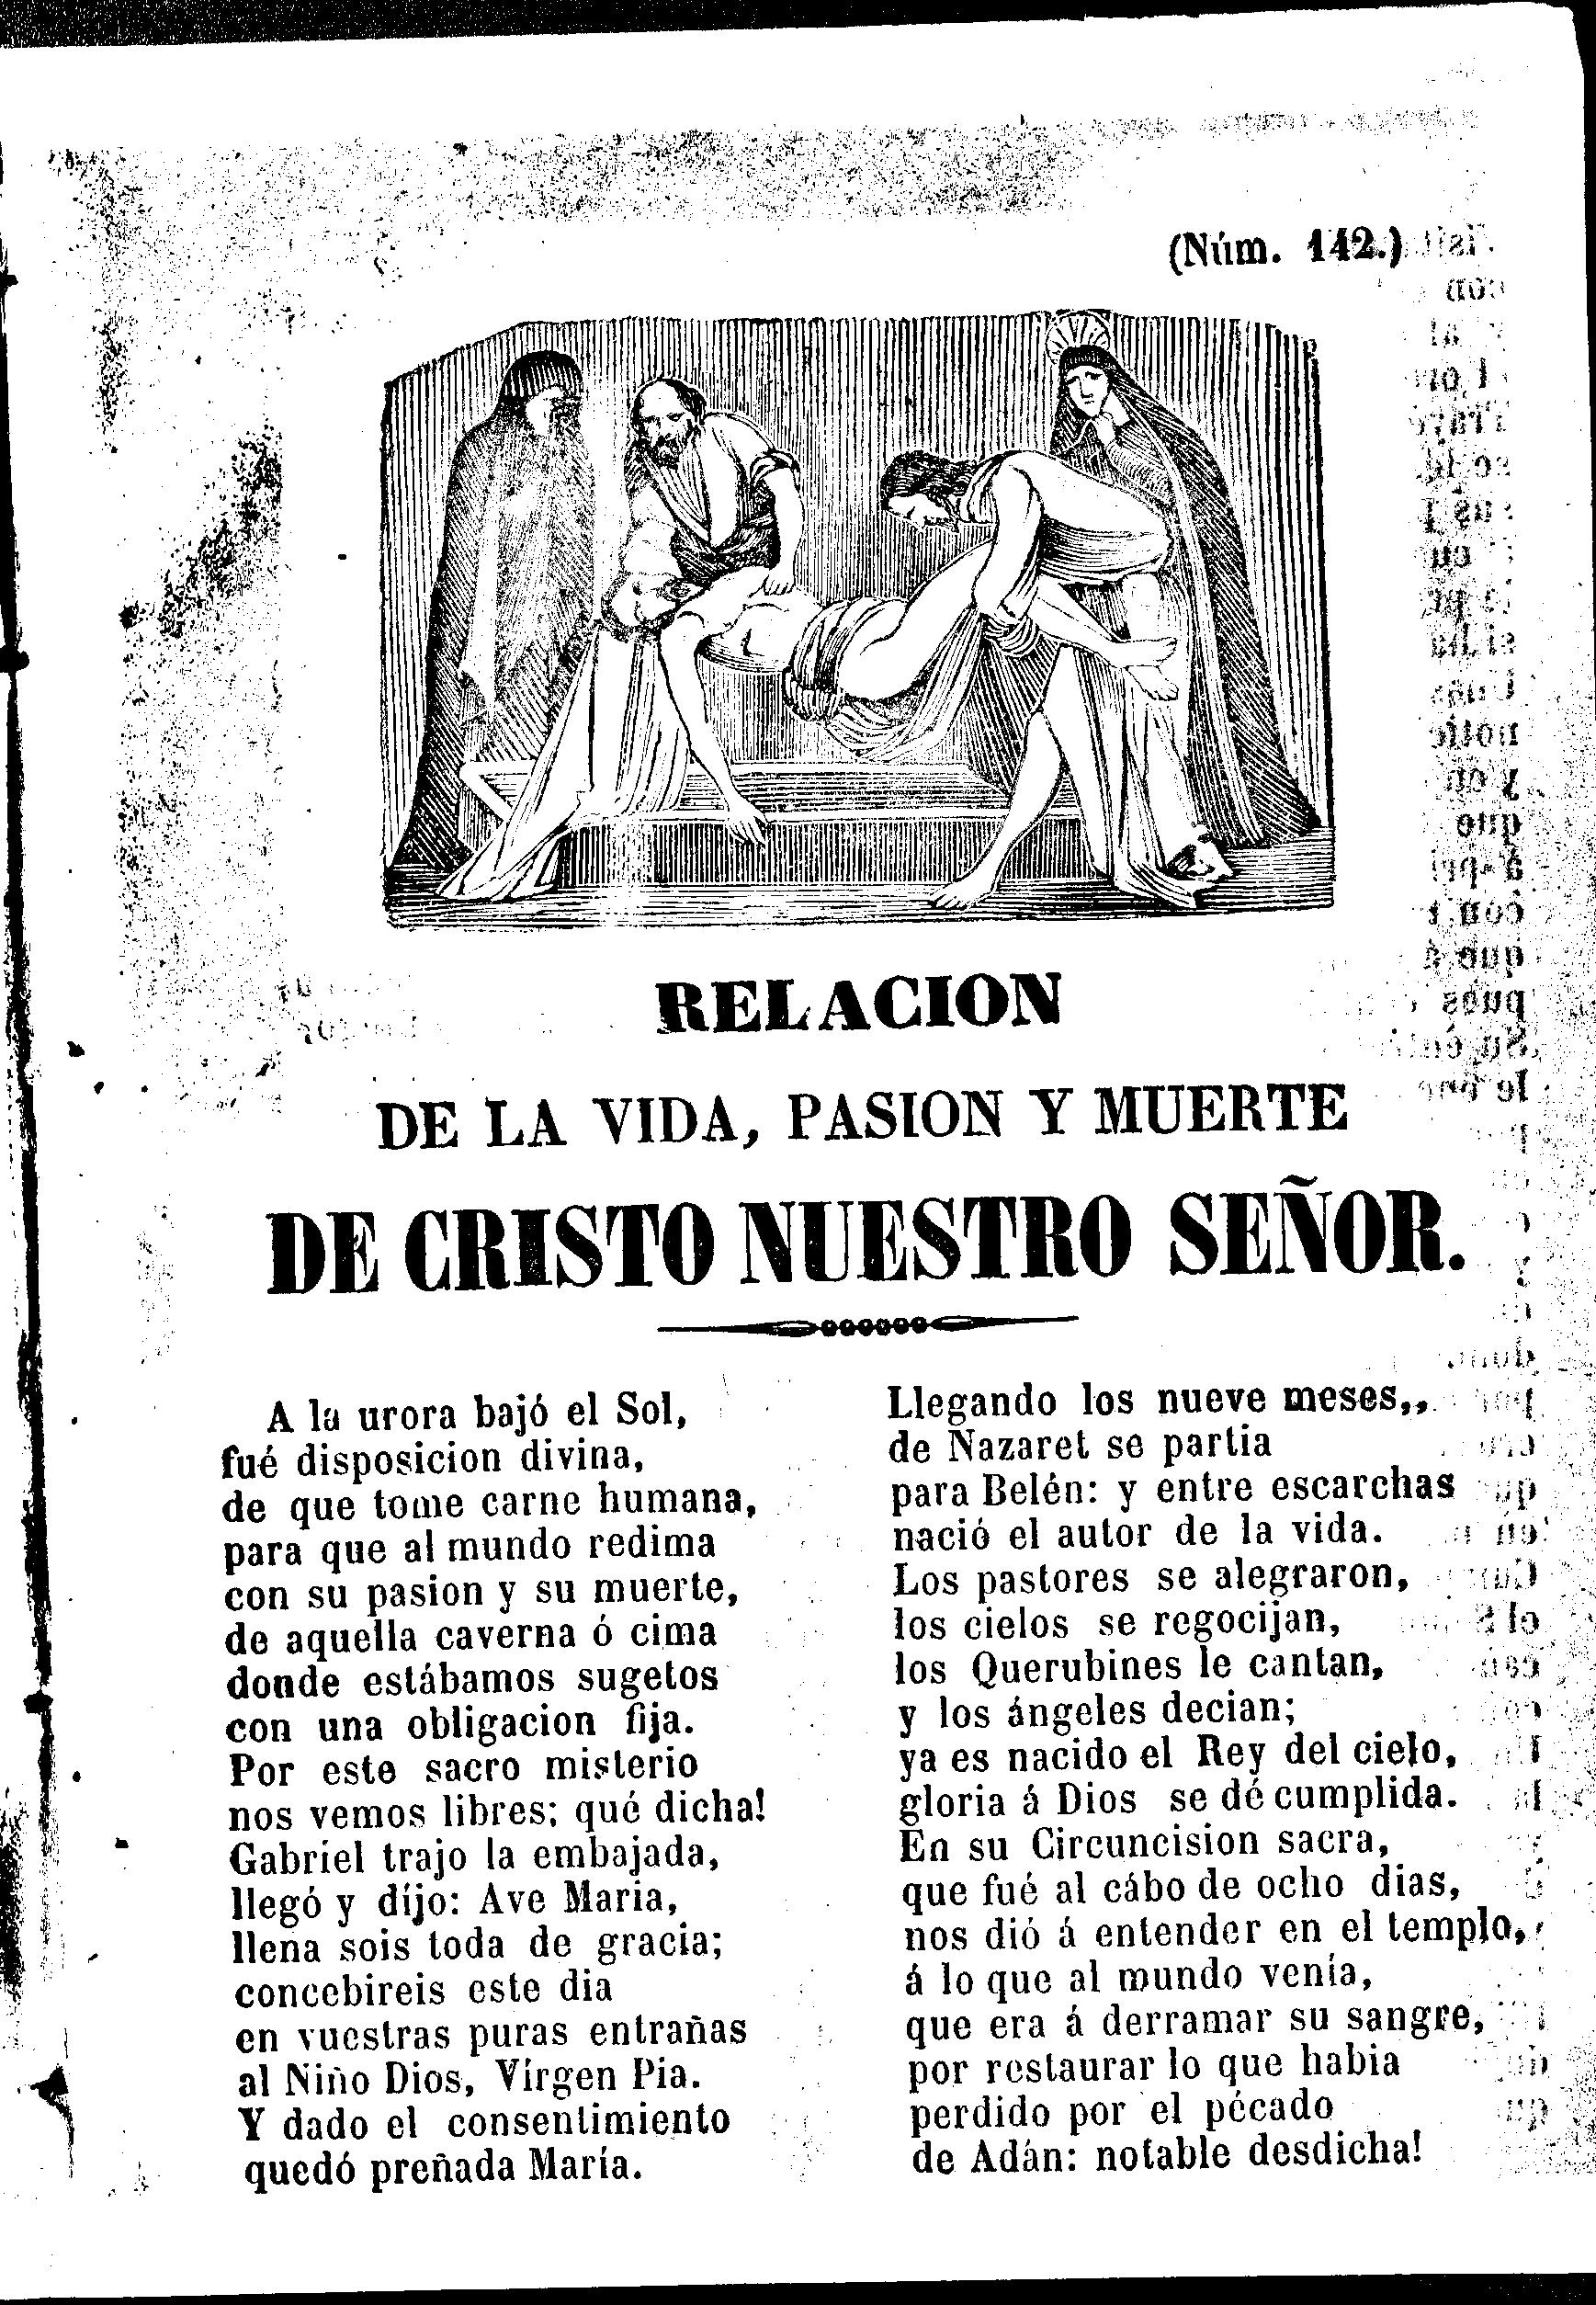 (Núm. 142.)
RELACION
DE LA VIDA, PASION Y MUERTE
DE CRISTO NUESTRO SEÑOR.
A la urora bajó el Sol,
fué disposicion divina,
de que tome carne humana,
para que al mundo redima
con su pasion y su muerte,
de aquella caverna ó cima
donde estábamos sugetos
con una obligacion fija.
Por este sacro misterio
nos vemos libres; qué dicha!
Gabriel trajo la embajada,
llegó y dijo: Ave Maria,
llena sois toda de gracia;
concebireis este dia
en vuestras puras entrañas
al Niño Dios, Vírgen Pia.
Y dado el consentimiento
quedó preñada María.
Llegando los nueve meses,,
de Nazaret se partia
para Belén: y entre escarchas
nació el autor de la vida.
Los pastores se alegraron,
los cielos se regocijan,
los Querubines le cantan,
y los ángeles decian;
ya es nacido el Rey del cielo,
gloria á Dios se dé cumplida.
En su Circuncision sacra,
que fué al cábo de ocho dias,
nos dió á entender en el templo,
á lo que al mundo venía,
que era á derramar su sangre,
por restaurar lo que habia
perdido por el pécado
de Adán: notable desdicha!